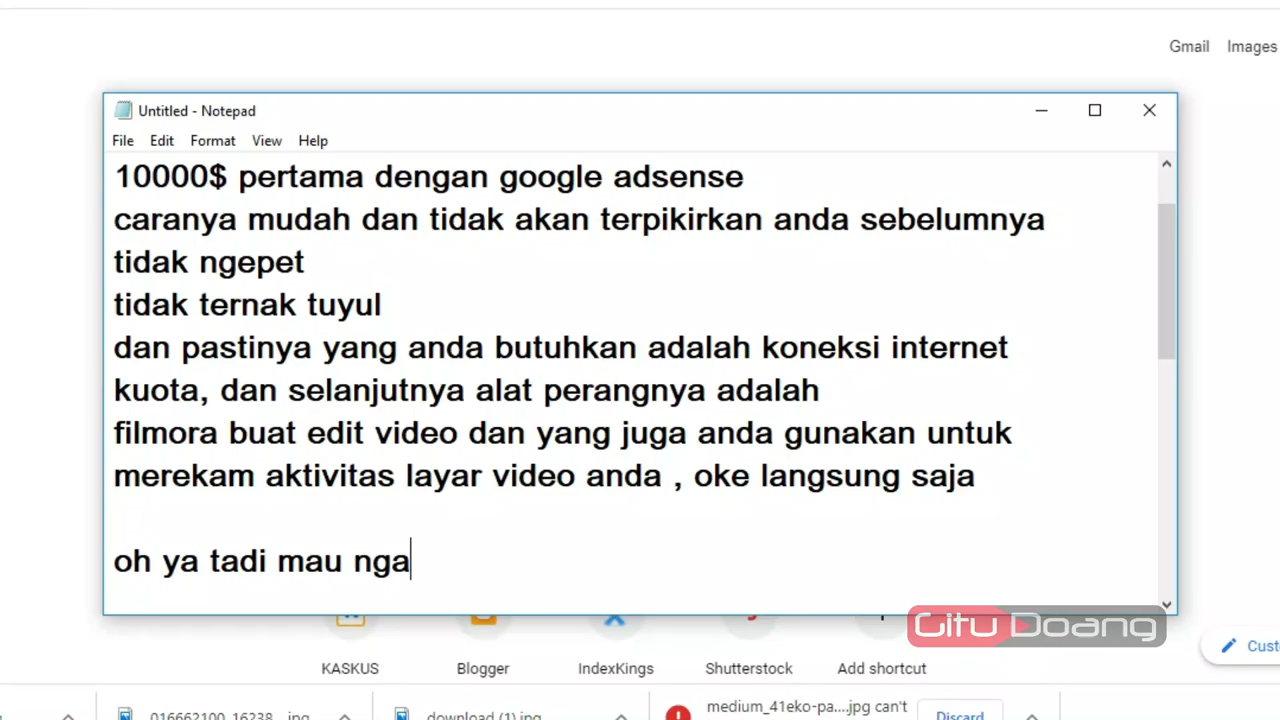 Gmail Images
Untitled - Notepad
File Edit Format View Help
10000$ pertama dengan google adsense
caranya mudah dan tidak akan terpikirkan anda sebelumnya
tidak ngepet
tidak ternak tuyul
dan pastinya yang anda butuhkan adalah koneksi internet
kuota, dan selanjutnya alat perangnya adalah
filmora buat edit video dan yang juga anda gunakan untuk
merekam aktivitas layar video anda , oke langsung saja
oh ya tadi mau nga
Gitu Doang
KASKUS Blogger IndexKings Shutterstock Add shortcut
016662100_16238....jpg download (1).jpg medium_41eko-pa....jpg can't Discard